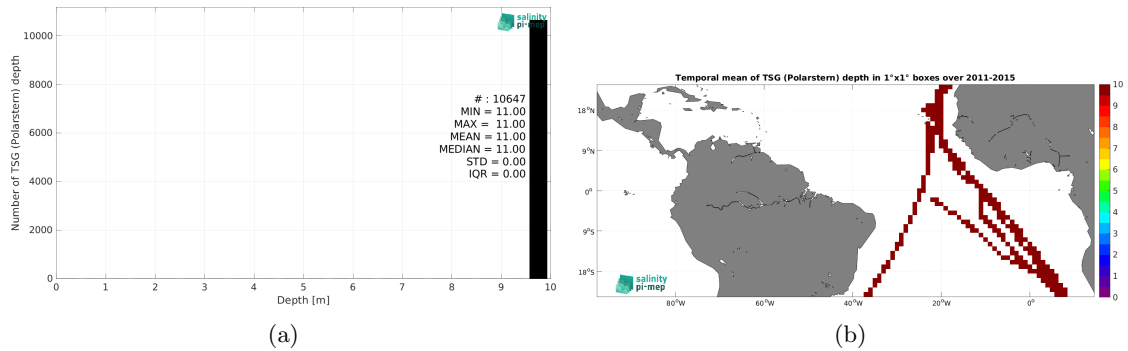 10000
8000
6000
4000
2000
0
Number of TSG (Polarstern) depth
salinity
pi-mep
# : 10647
MIN = 11.00
MAX = 11.00
MEAN = 11.00
MEDIAN = 11.00
STD = 0.00
IQR = 0.00
0 1 2 3 4 5 6 7 8 9 10
Depth [m]
(a)
Temporal mean of TSG (Polarstern) depth in 1°x1° boxes over 2011-2015
18°N
9°N
0°
9°S
18°S
salinity
pi-mep
80°W 60°W 40°W 20°W 0°
10
9
8
7
6
5
4
3
2
1
0
(b)